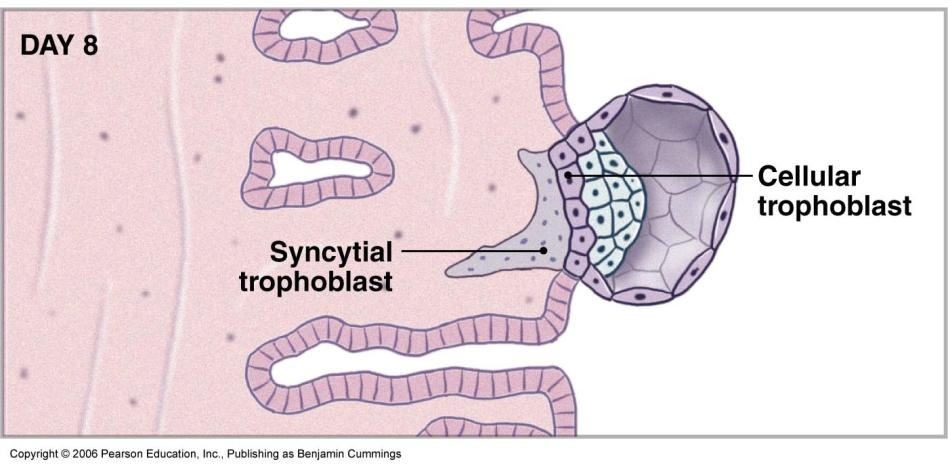 DAY 8
Cellular
trophoblast
Syncytial
trophoblast
Copyright © 2006 Pearson Education, Inc., Publishing as Benjamin Cummings